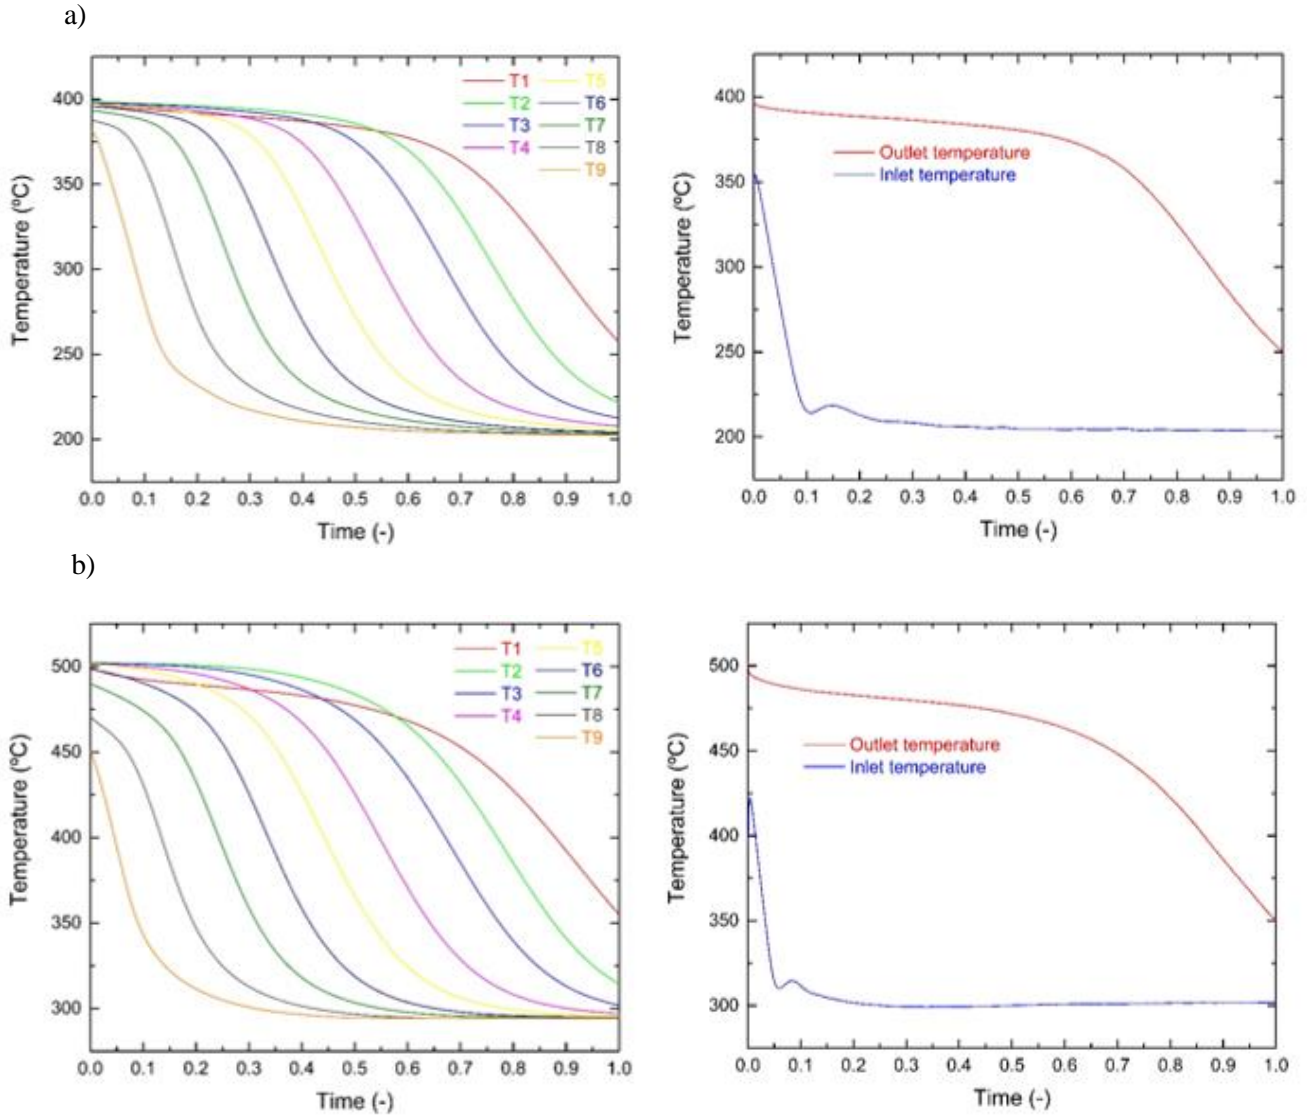 a)
T1 T5
T2 T6
T3 T7
T4 T8
T9
400
350
300
250
200
Temperature (ºC)
0.0 0.1 0.2 0.3 0.4 0.5 0.6 0.7 0.8 0.9 1.0
Time (-)
Outlet temperature
Inlet temperature
400
350
300
250
200
Temperature (ºC)
0.0 0.1 0.2 0.3 0.4 0.5 0.6 0.7 0.8 0.9 1.0
Time (-)
b)
T1 T5
T2 T6
T3 T7
T4 T8
T9
500
450
400
350
300
Temperature (ºC)
0.0 0.1 0.2 0.3 0.4 0.5 0.6 0.7 0.8 0.9 1.0
Time (-)
Outlet temperature
Inlet temperature
500
450
400
350
300
Temperature (ºC)
0.0 0.1 0.2 0.3 0.4 0.5 0.6 0.7 0.8 0.9 1.0
Time (-)